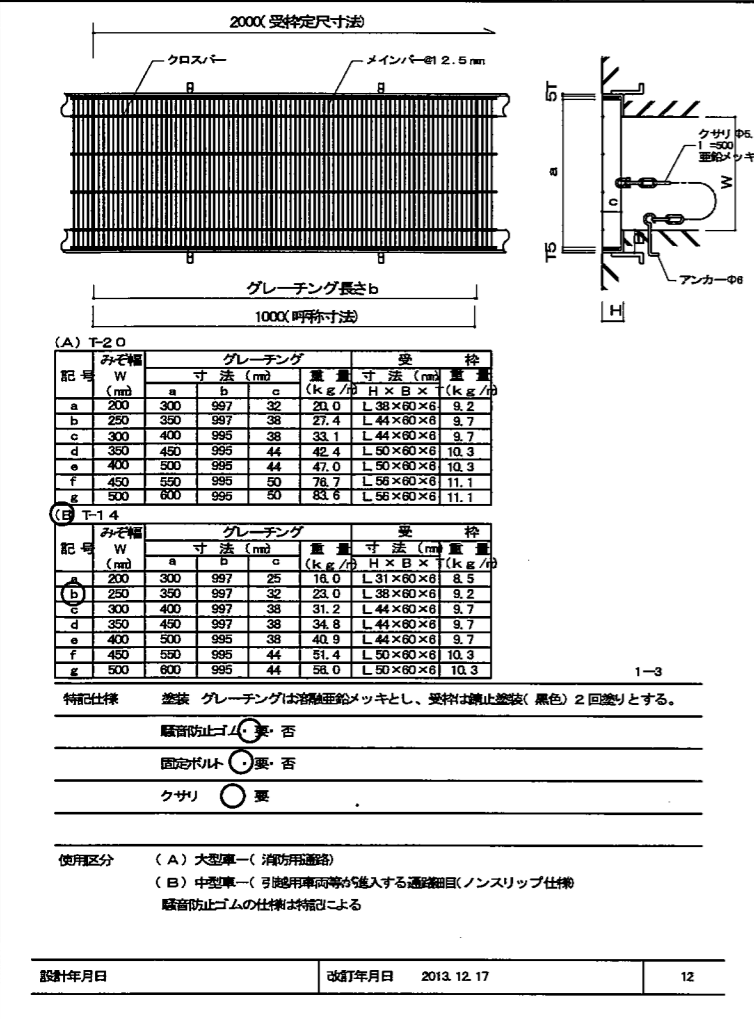 2000(受枠定尺寸法)
クロスバー
メインバー@12.5mm
5T
クサリ Φ5.
l =500
亜鉛メッキ
a
W
c
T5
アンカーΦ6
H
グレーチング長さb
1000(呼称寸法)
(A) T-20
記号 みぞ幅 W (mm) グレーチング 受 枠
寸 法 (mm) 重 量 (kg/m) 寸 法 (mm) 重 量
a b c H×B×T (kg/m)
a 200 300 997 32 20.0 L38×60×6 9.2
b 250 350 997 38 27.4 L44×60×6 9.7
c 300 400 995 38 33.1 L44×60×6 9.7
d 350 450 995 44 42.4 L50×60×6 10.3
e 400 500 995 44 47.0 L50×60×6 10.3
f 450 550 995 50 76.7 L56×60×6 11.1
g 500 600 995 50 83.6 L56×60×6 11.1
(B) T-14
記号 みぞ幅 W (mm) グレーチング 受 枠
寸 法 (mm) 重 量 寸 法 (mm) 重 量
a b c (kg/m) H×B×T (kg/m)
a 200 300 997 25 16.0 L31×60×6 8.5
b 250 350 997 32 23.0 L38×60×6 9.2
c 300 400 997 38 31.2 L44×60×6 9.7
d 350 450 997 38 34.8 L44×60×6 9.7
e 400 500 995 38 40.9 L44×60×6 9.7
f 450 550 995 44 51.4 L50×60×6 10.3
g 500 600 995 44 56.0 L50×60×6 10.3
1-3
特記仕様 塗装 グレーチングは溶融亜鉛メッキとし、受枠は錆止塗装(黒色)2回塗りとする。
騒音防止ゴム・要・否
固定ボルト ・要・否
クサリ 要
使用区分 (A)大型車ー(消防用通路)
(B)中型車ー(引越用車両等が進入する通路細目(ノンスリップ仕様)
騒音防止ゴムの仕様は特記による
設計年月日 改訂年月日 2013.12.17 12